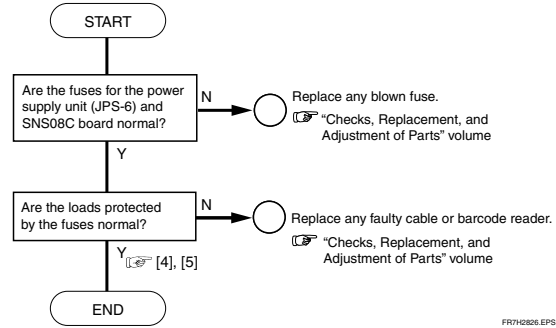 START
Are the fuses for the power
supply unit (JPS-6) and
SNS08C board normal?
N
Replace any blown fuse.
“Checks, Replacement, and
Adjustment of Parts” volume
Y
Are the loads protected
by the fuses normal?
N
Replace any faulty cable or barcode reader.
“Checks, Replacement, and
Adjustment of Parts” volume
Y
[4], [5]
END
FR7H2826.EPS